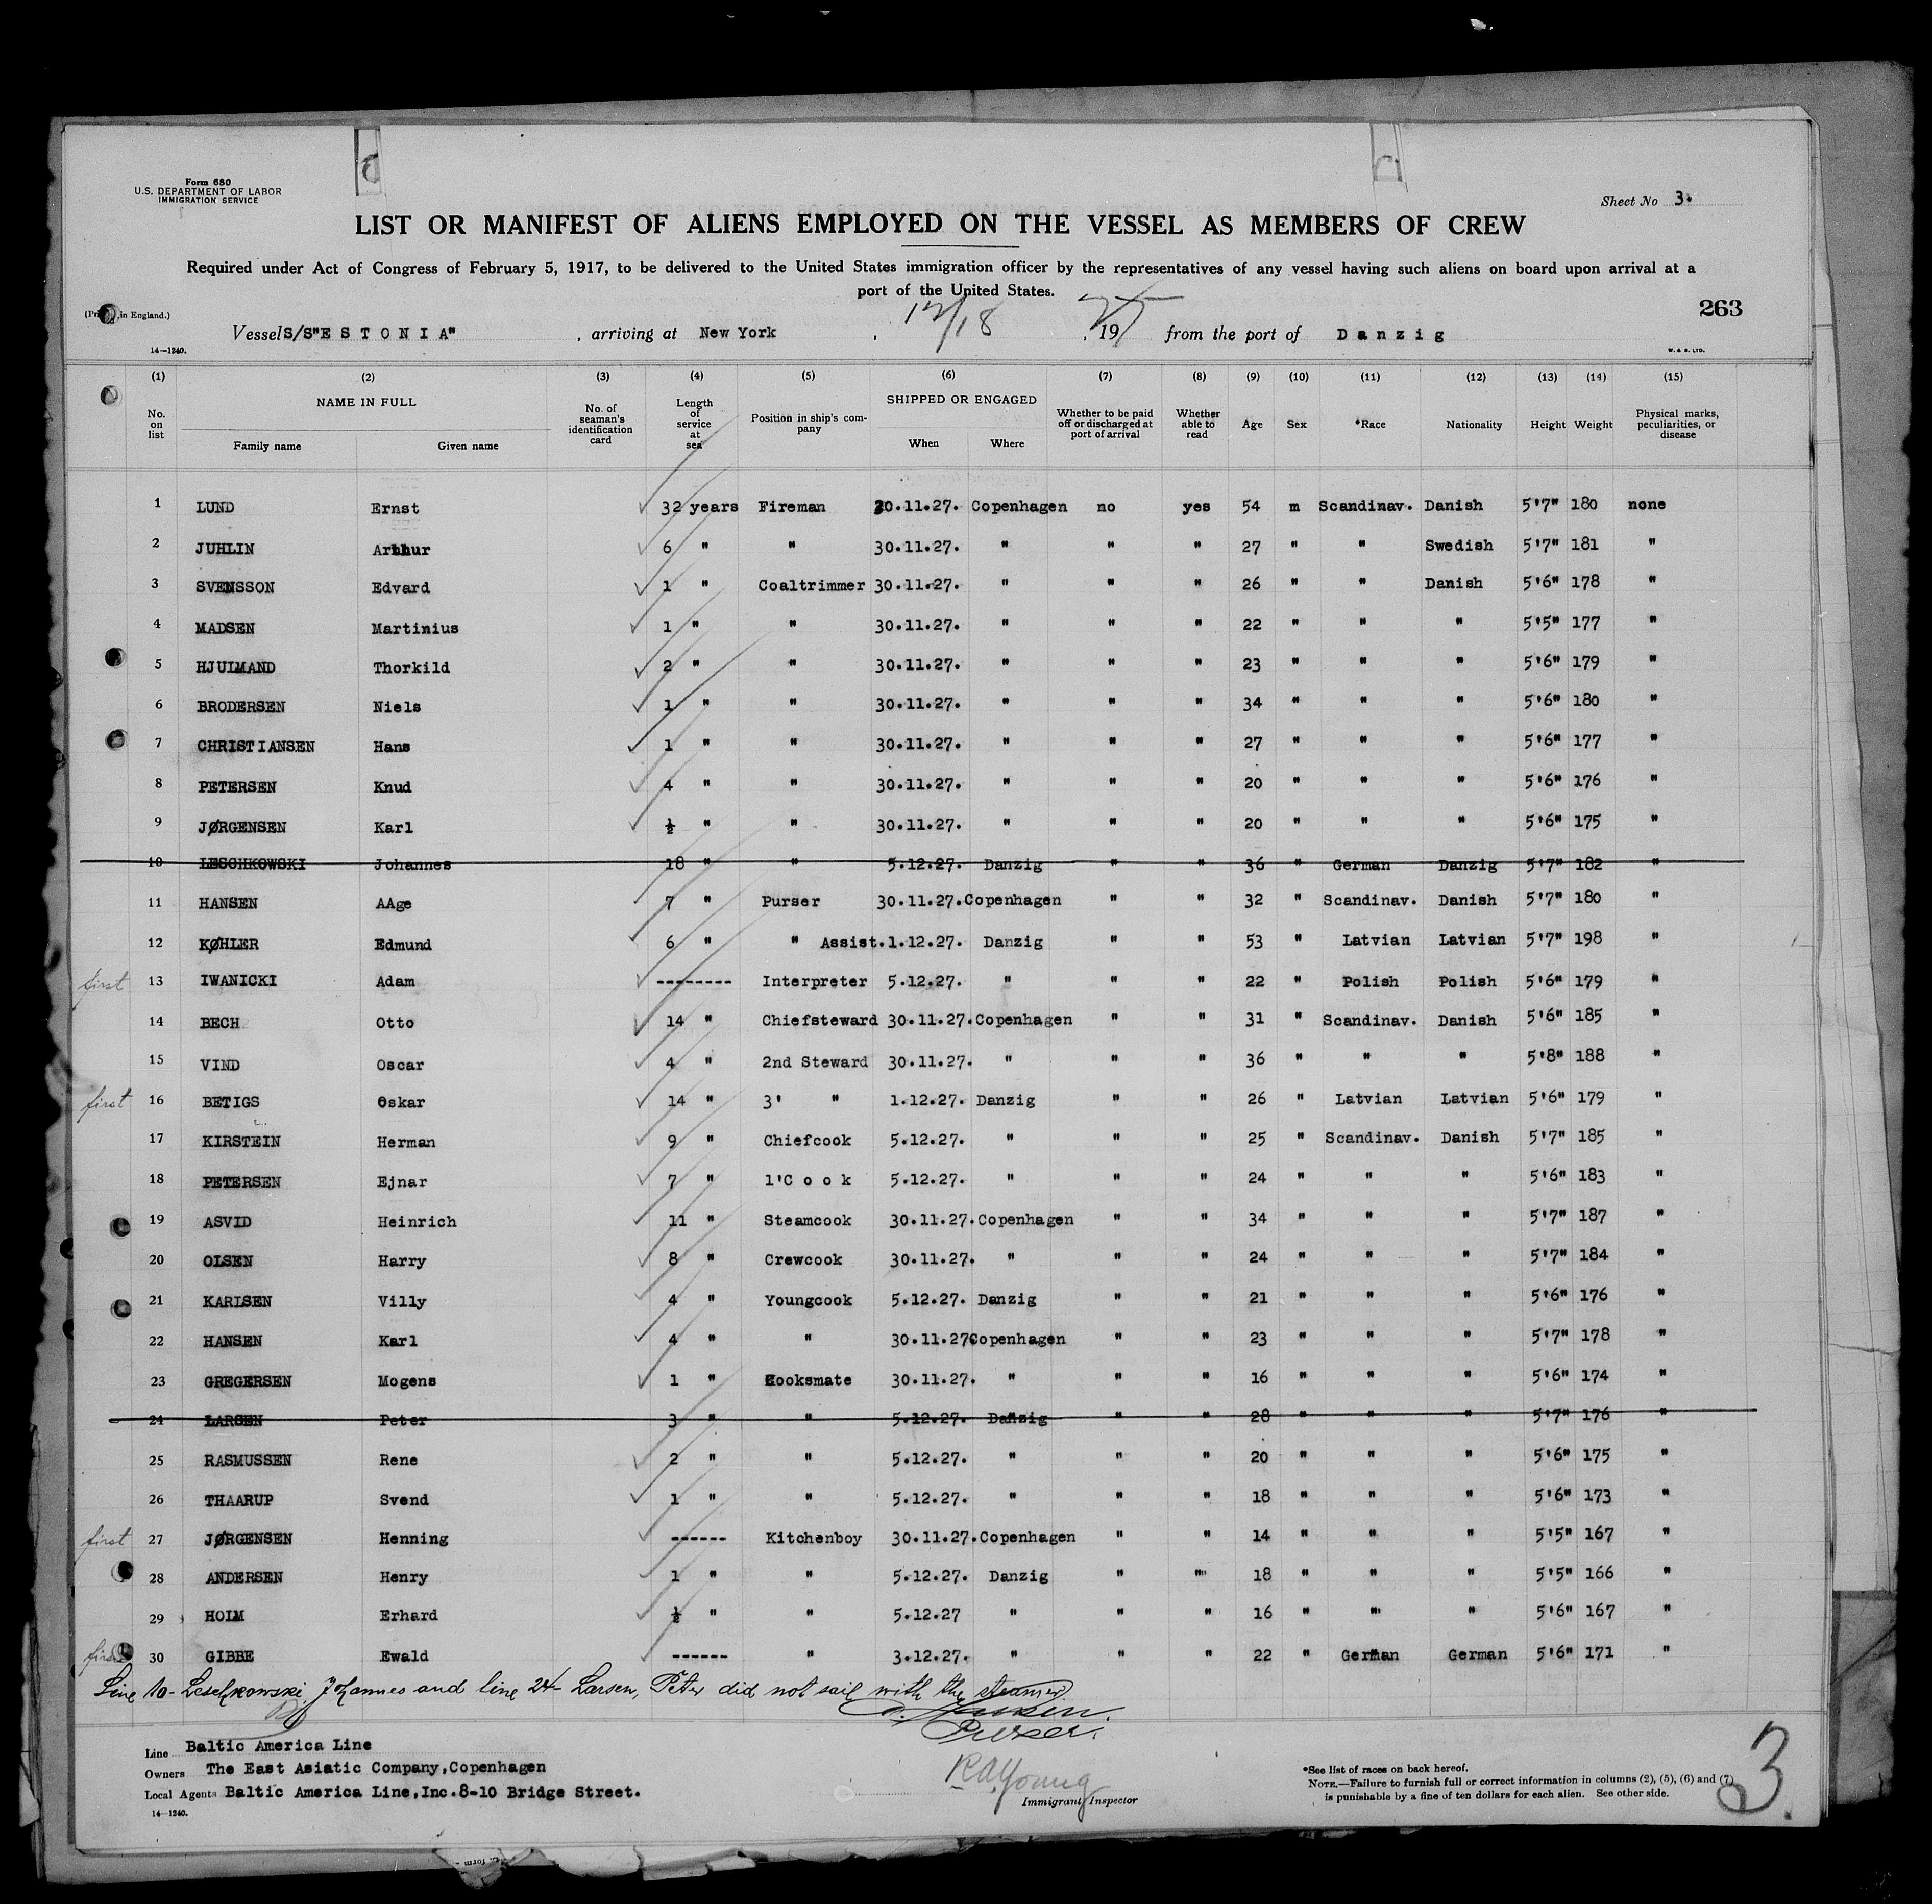 Form 680
U.S. DEPARTMENT OF LABOR
IMMIGRATION SERVICE
Sheet No 3.
LIST OR MANIFEST OF ALIENS EMPLOYED ON THE VESSEL AS MEMBERS OF CREW
Required under Act of Congress of February 5, 1917, to be delivered to the United States immigration officer by the representatives of any vessel having such aliens on board upon arrival at a
port of the United States.
263
in England.)
Vessel S/S "E S T O N I A" , arriving at New York , 12/18 , 19 from the port of D a n z i g
14—1240.
W. & S. LTD.
(1) (2) (3) (4) (5) (6) (7) (8) (9) (10) (11) (12) (13) (14) (15)
No. on list NAME IN FULL Family name Given name No. of seaman's identification card Length of service at sea Position in ship's company SHIPPED OR ENGAGED When Where Whether to be paid off or discharged at port of arrival Whether able to read Age Sex *Race Nationality Height Weight Physical marks, peculiarities, or disease
1 LUND Ernst 32 years Fireman 30.11.27. Copenhagen no yes 54 m Scandinav. Danish 5'7" 180 none
2 JUHLIN Arthur 6 " " 30.11.27. " " " 27 " " Swedish 5'7" 181 "
3 SVENSSON Edvard 1 " Coaltrimmer 30.11.27. " " " 26 " " Danish 5'6" 178 "
4 MADSEN Martinius 1 " " 30.11.27. " " " 22 " " " 5'5" 177 "
5 HJULMAND Thorkild 2 " " 30.11.27. " " " 23 " " " 5'6" 179 "
6 BRODERSEN Niels 1 " " 30.11.27. " " " 34 " " " 5'6" 180 "
7 CHRISTIANSEN Hans 1 " " 30.11.27. " " " 27 " " " 5'6" 177 "
8 PETERSEN Knud 4 " " 30.11.27. " " " 20 " " " 5'6" 176 "
9 JØRGENSEN Karl ½ " " 30.11.27. " " " 20 " " " 5'6" 175 "
10 LESCHKOWSKI Johannes 18 " " 5.12.27. Danzig " " 36 " German Danzig 5'7" 182 "
11 HANSEN AAge 7 " Purser 30.11.27. Copenhagen " " 32 " Scandinav. Danish 5'7" 180 "
12 KØHLER Edmund 6 " " Assist. 1.12.27. Danzig " " 53 " Latvian Latvian 5'7" 198 "
first 13 IWANICKI Adam -------- Interpreter 5.12.27. " " " 22 " Polish Polish 5'6" 179 "
14 BECH Otto 14 " Chiefsteward 30.11.27. Copenhagen " " 31 " Scandinav. Danish 5'6" 185 "
15 VIND Oscar 4 " 2nd Steward 30.11.27. " " " 36 " " " 5'8" 188 "
first 16 BETIGS Oskar 14 " 3' " 1.12.27. Danzig " " 26 " Latvian Latvian 5'6" 179 "
17 KIRSTEIN Herman 9 " Chiefcook 5.12.27. " " " 25 " Scandinav. Danish 5'7" 185 "
18 PETERSEN Ejnar 7 " 1'C o o k 5.12.27. " " " 24 " " " 5'6" 183 "
19 ASVID Heinrich 11 " Steamcook 30.11.27. Copenhagen " " 34 " " " 5'7" 187 "
20 OLSEN Harry 8 " Crewcook 30.11.27. " " " 24 " " " 5'7" 184 "
21 KARLSEN Villy 4 " Youngcook 5.12.27. Danzig " " 21 " " " 5'6" 176 "
22 HANSEN Karl 4 " " 30.11.27 Copenhagen " " 23 " " " 5'7" 178 "
23 GREGERSEN Mogens 1 " Cooksmate 30.11.27. " " " 16 " " " 5'6" 174 "
24 LARSEN Peter 3 " " 5.12.27. Danzig " " 28 " " " 5'7" 176 "
25 RASMUSSEN Rene 2 " " 5.12.27. " " " 20 " " " 5'6" 175 "
26 THAARUP Svend 1 " " 5.12.27. " " " 18 " " " 5'6" 173 "
first 27 JØRGENSEN Henning ------ Kitchenboy 30.11.27. Copenhagen " " 14 " " " 5'5" 167 "
28 ANDERSEN Henry 1 " " 5.12.27. Danzig " " 18 " " " 5'5" 166 "
29 HOLM Erhard ½ " " 5.12.27 " " " 16 " " " 5'6" 167 "
first 30 GIBBE Ewald ------ " 3.12.27. " " " 22 " German German 5'6" 171 "
Line 10- Leschkowski, Johannes and line 24- Larsen, Peter did not sail with the steamer.
Hansen.
Purser.
Line Baltic America Line
Owners The East Asiatic Company, Copenhagen
Local Agents Baltic America Line, Inc. 8-10 Bridge Street.
14—1240.
R.A. Young
Immigrant Inspector
*See list of races on back hereof.
NOTE.—Failure to furnish full or correct information in columns (2), (5), (6) and (7)
is punishable by a fine of ten dollars for each alien. See other side.
3.